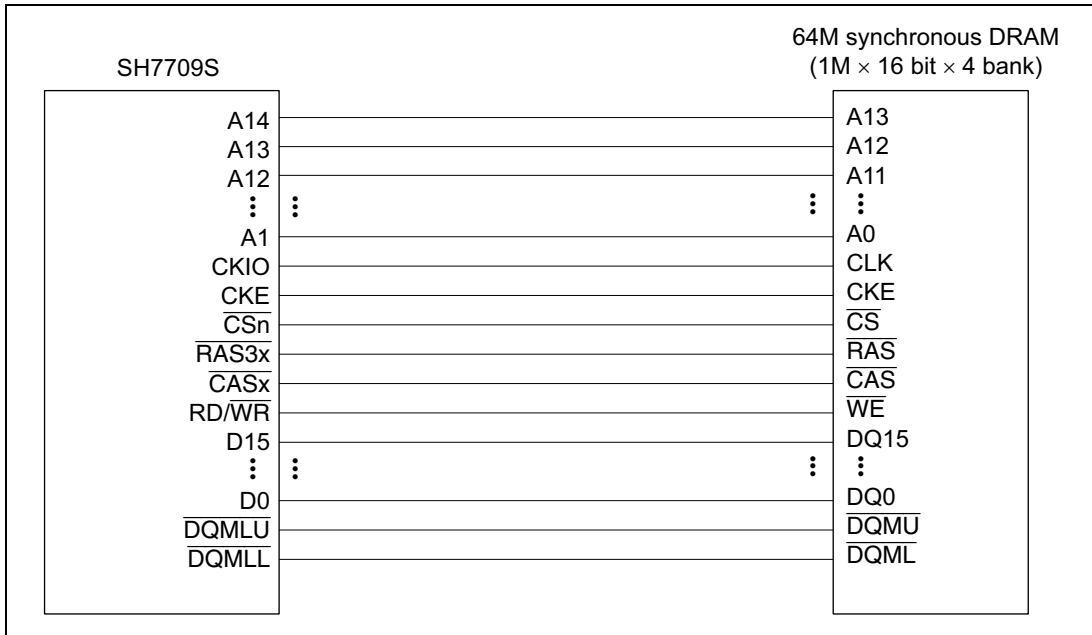 64M synchronous DRAM
(1M × 16 bit × 4 bank)
SH7709S
A14 A13
A13 A12
A12 A11
A1 A0
CKIO CLK
CKE CKE
CSn CS
RAS3x RAS
CASx CAS
RD/WR WE
D15 DQ15
D0 DQ0
DQMLU DQMU
DQMLL DQML